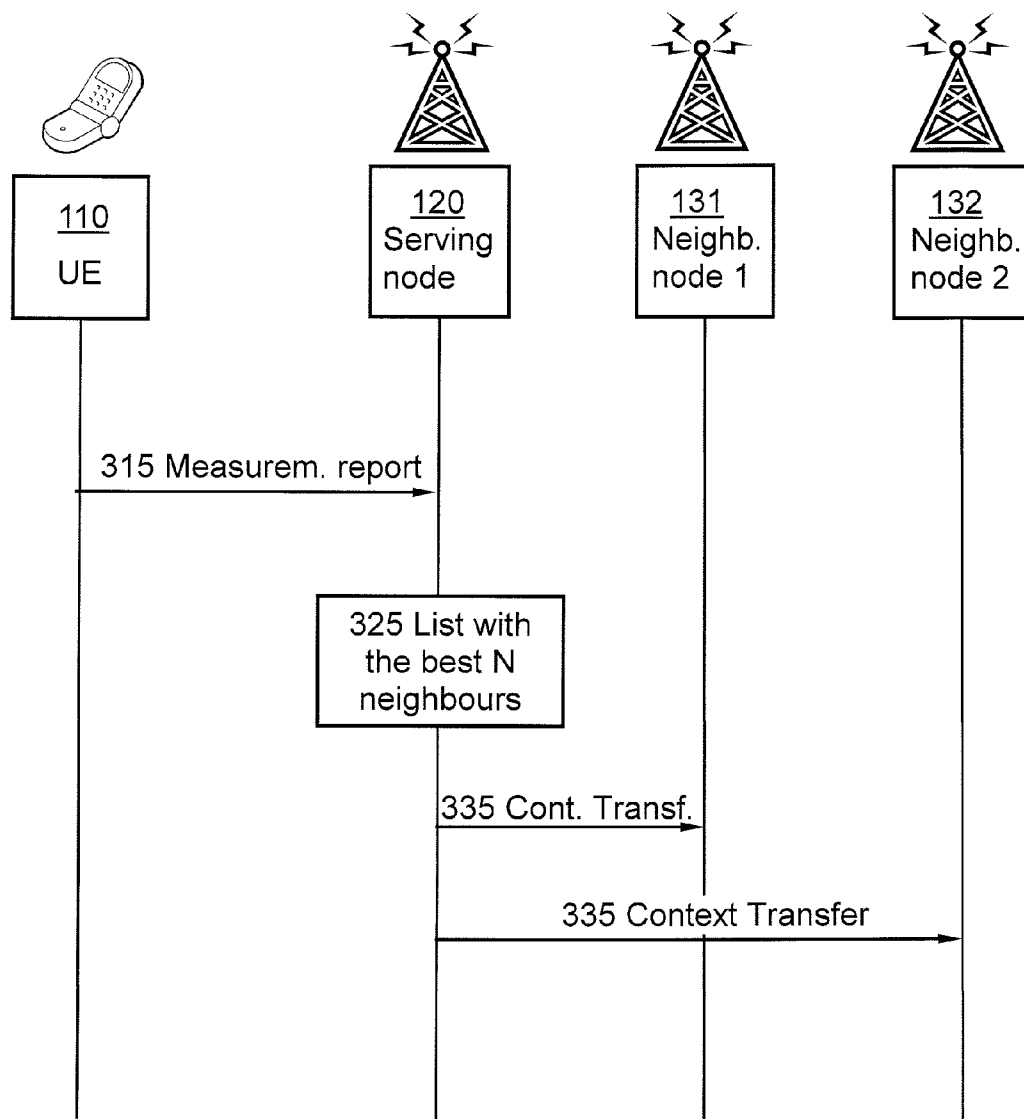 110
UE
120
Serving
node
131
Neighb.
node 1
132
Neighb.
node 2
315 Measurem. report
325 List with
the best N
neighbours
335 Cont. Transf.
335 Context Transfer